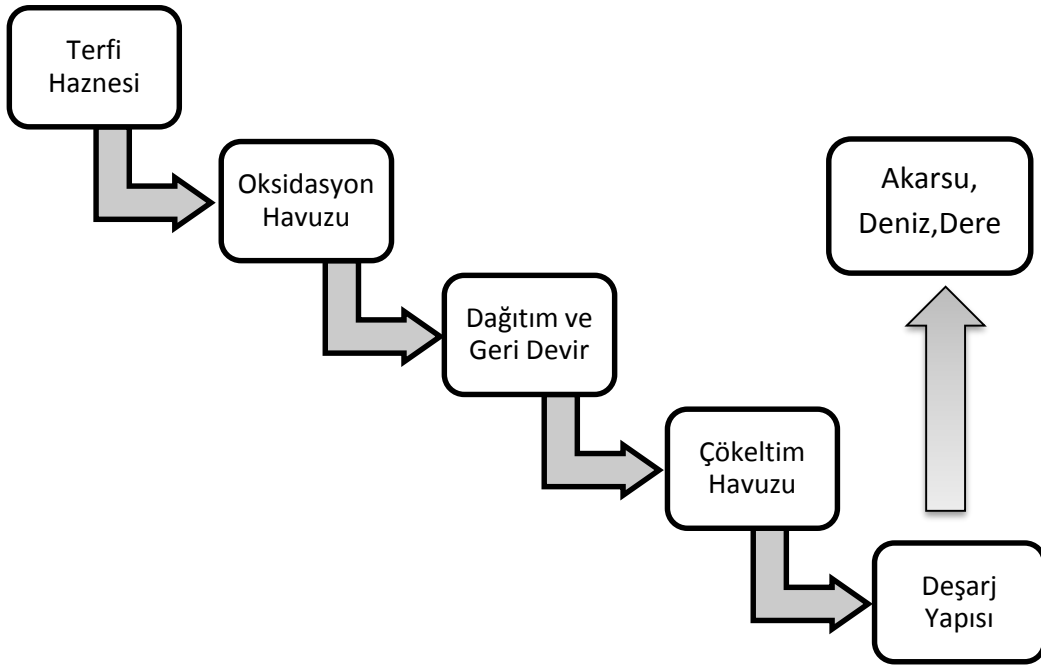 Terfi
Haznesi
Oksidasyon
Havuzu
Dağıtım ve
Geri Devir
Çökeltim
Havuzu
Deşarj
Yapısı
Akarsu,
Deniz,Dere